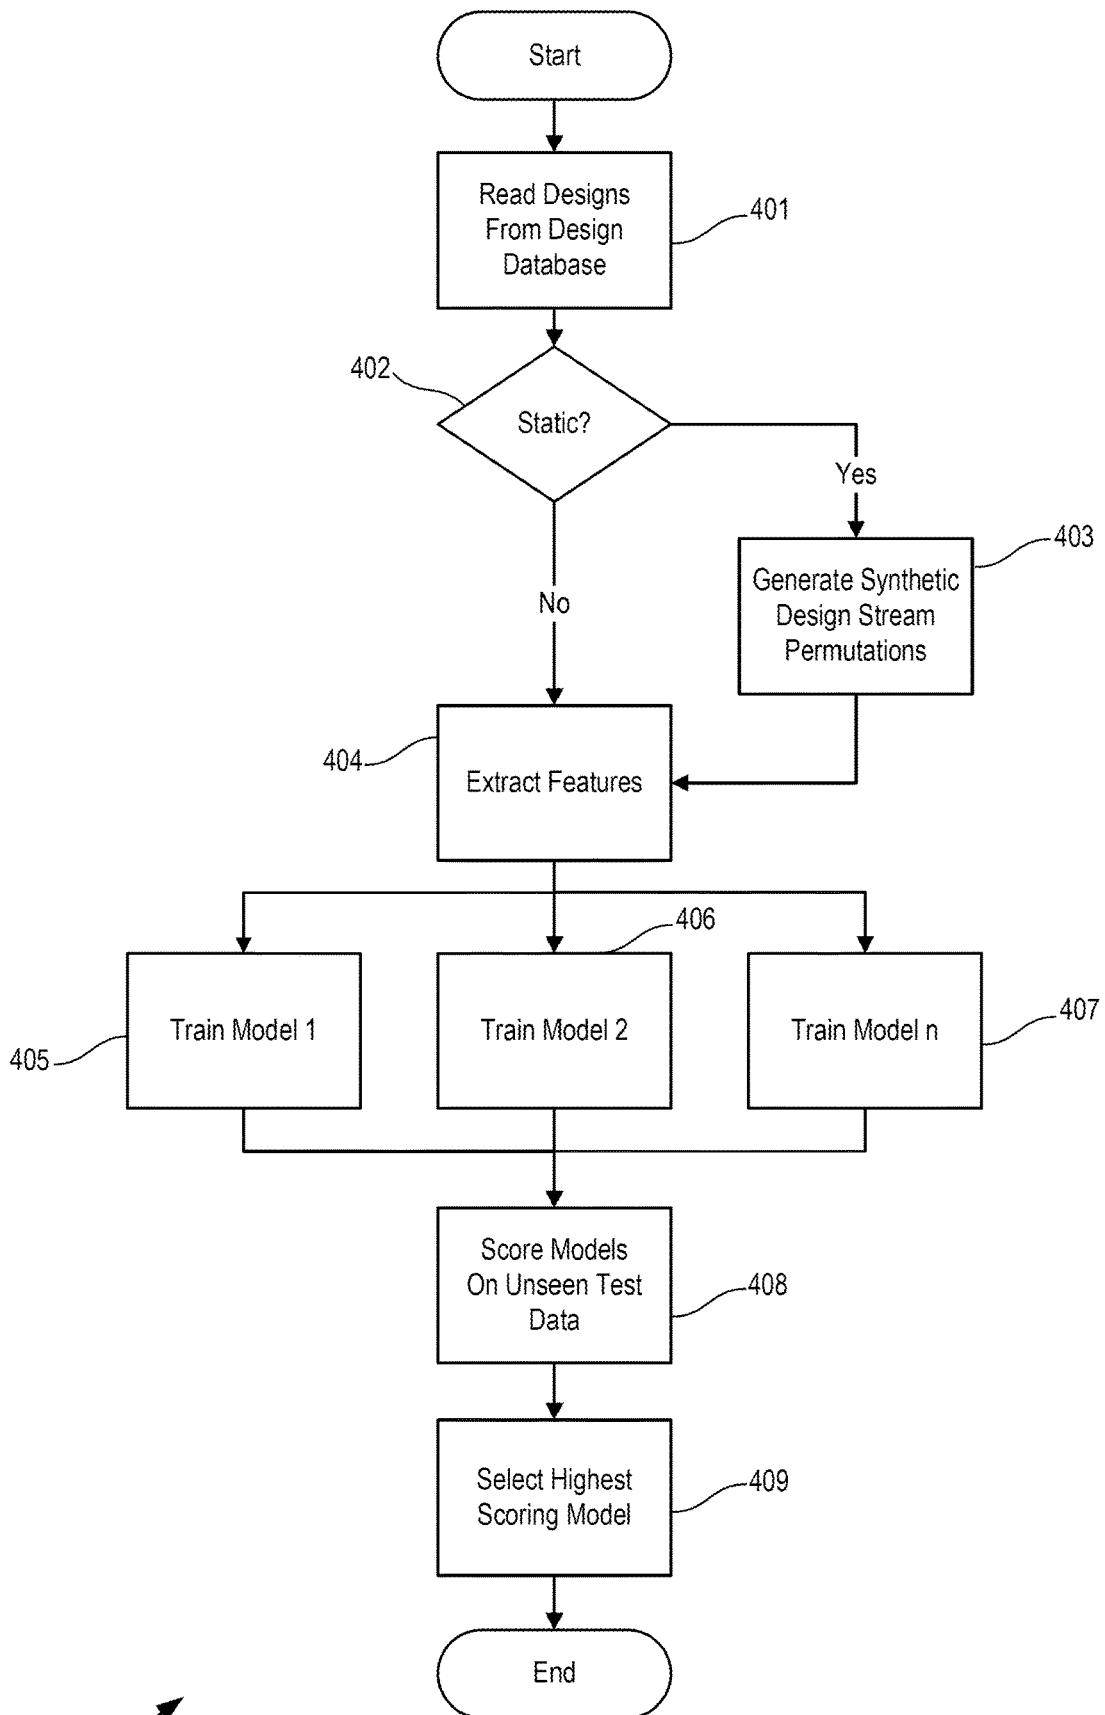 Start
Read Designs
From Design
Database
401
402
Static?
Yes
403
Generate Synthetic
Design Stream
Permutations
No
404
Extract Features
406
Train Model 1
Train Model 2
Train Model n
405
407
Score Models
On Unseen Test
Data
408
Select Highest
Scoring Model
409
End